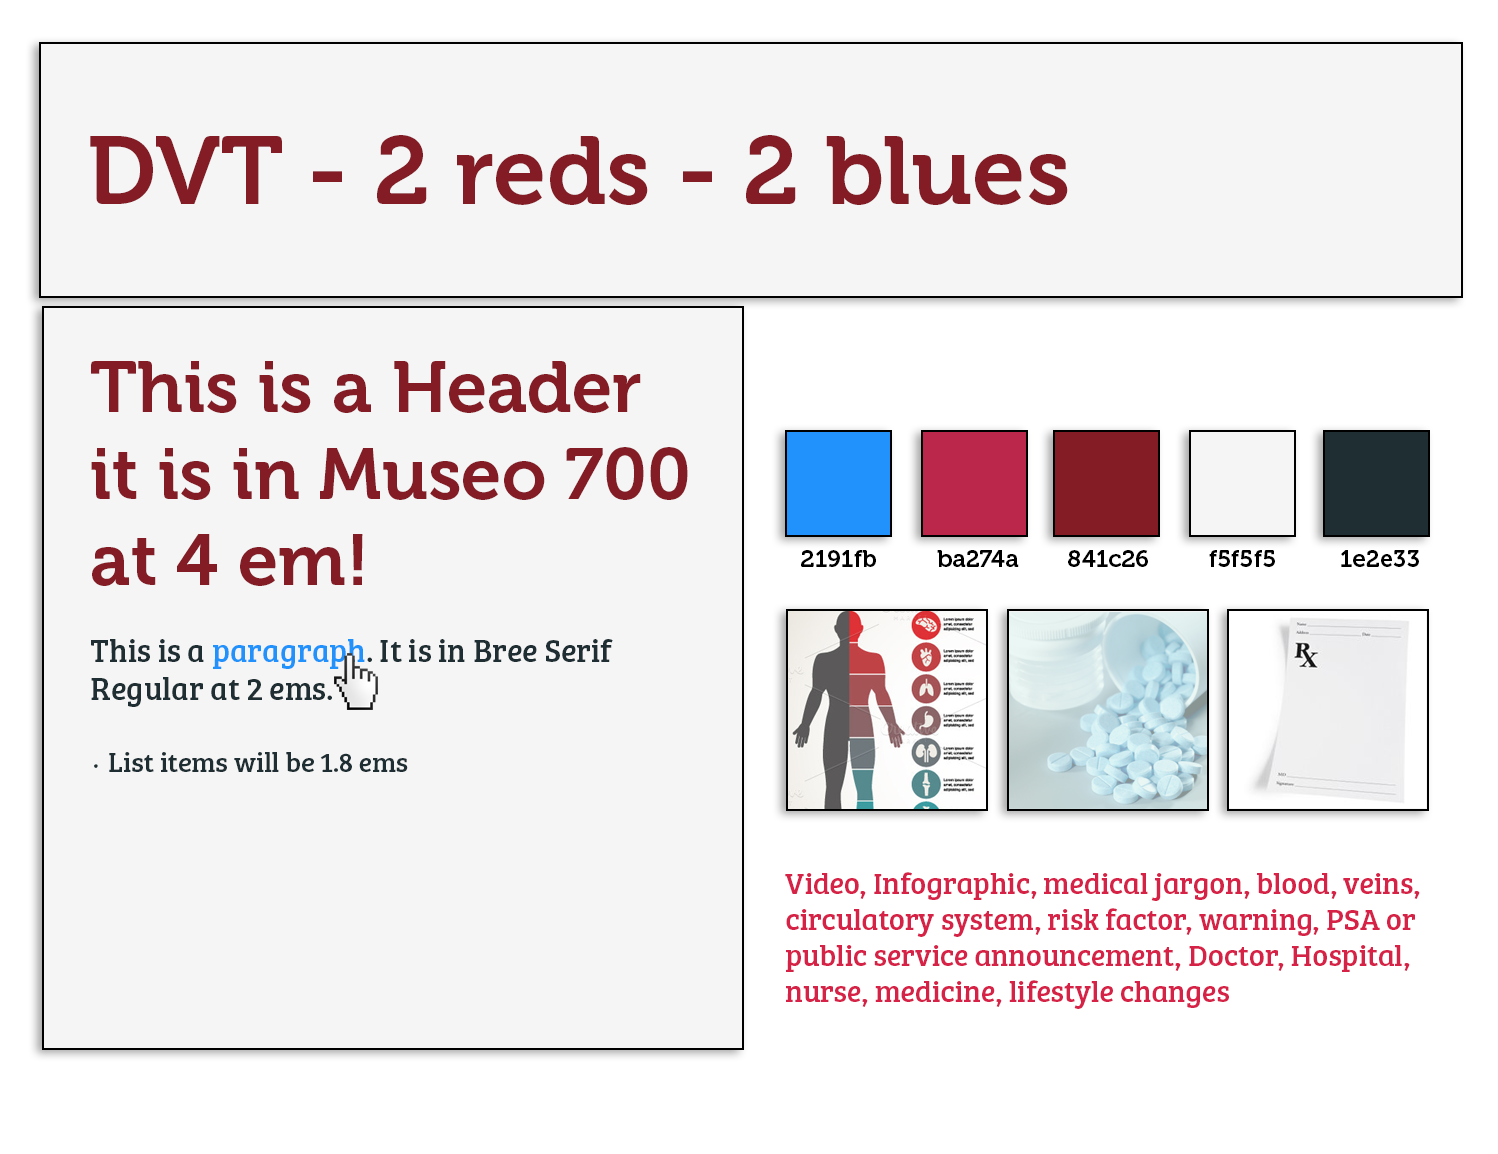 DVT - 2 reds - 2 blues
This is a Header
it is in Museo 700
at 4 em!
This is a paragraph. It is in Bree Serif
Regular at 2 ems.
· List items will be 1.8 ems
2191fb ba274a 841c26 f5f5f5 1e2e33
Rx
Video, Infographic, medical jargon, blood, veins,
circulatory system, risk factor, warning, PSA or
public service announcement, Doctor, Hospital,
nurse, medicine, lifestyle changes